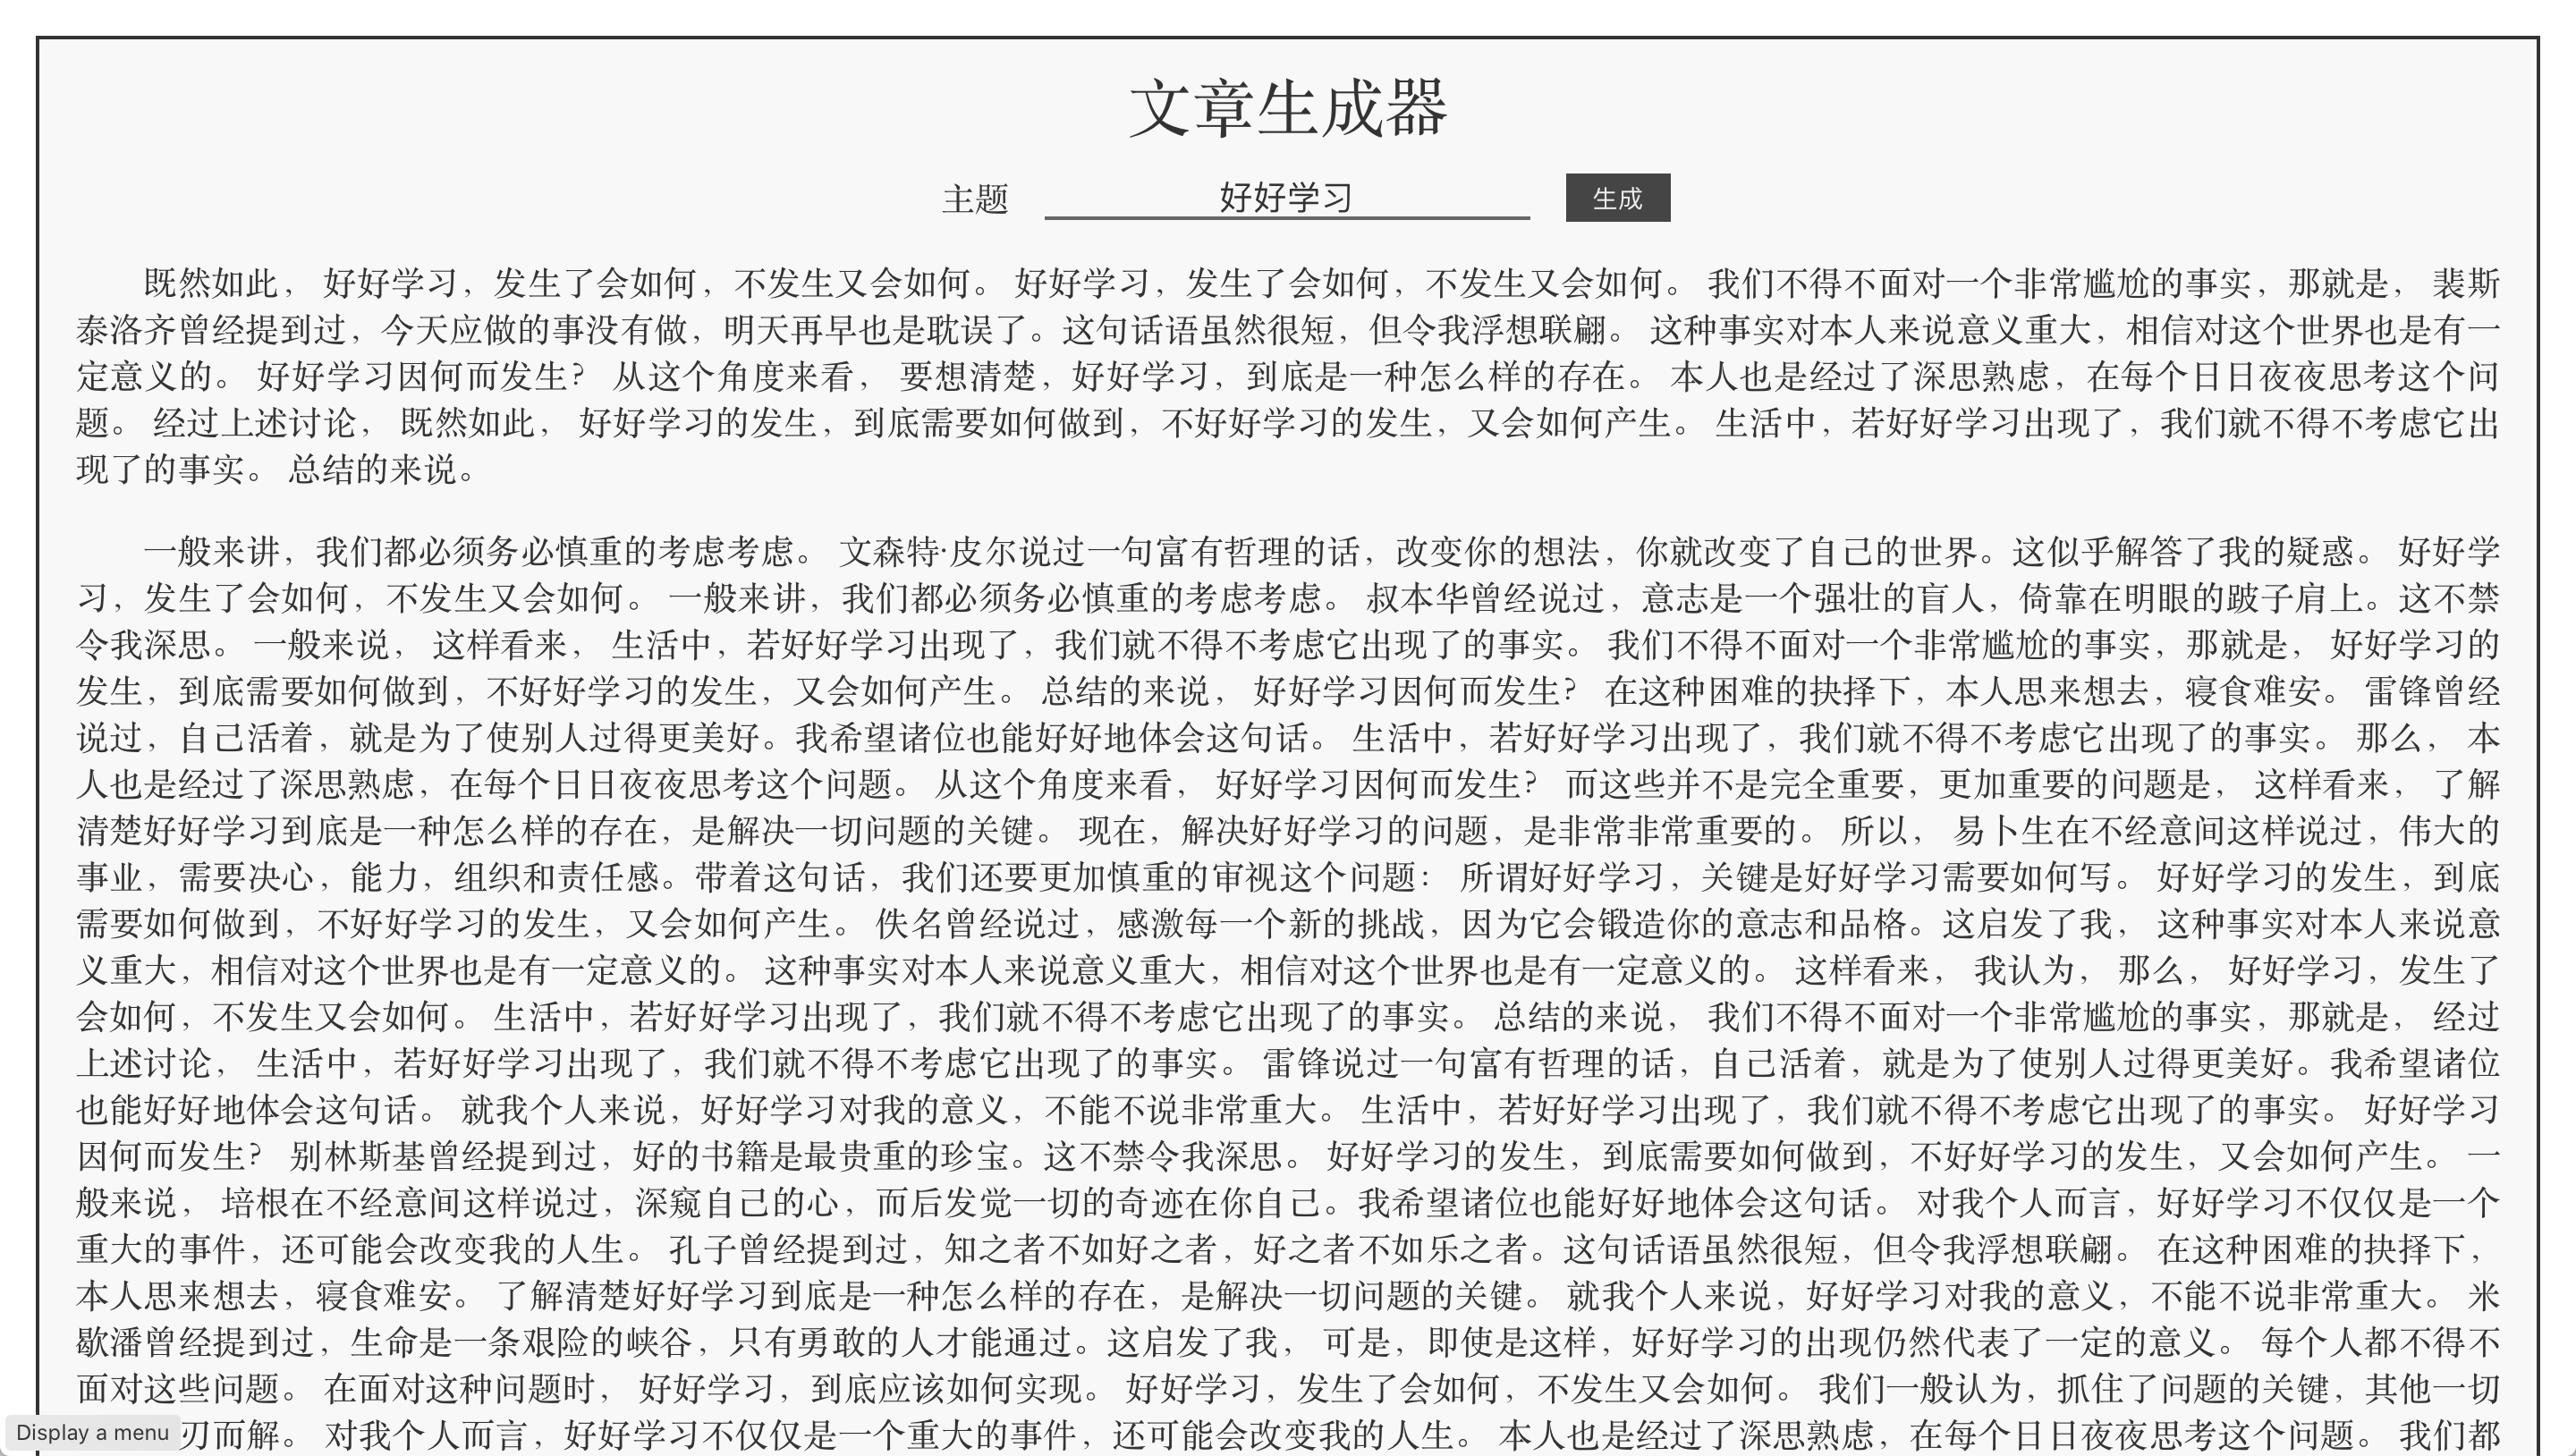 文章生成器
主题 好好学习 生成
既然如此， 好好学习，发生了会如何，不发生又会如何。 好好学习，发生了会如何，不发生又会如何。 我们不得不面对一个非常尴尬的事实，那就是， 裴斯
泰洛齐曾经提到过，今天应做的事没有做，明天再早也是耽误了。这句话语虽然很短，但令我浮想联翩。 这种事实对本人来说意义重大，相信对这个世界也是有一
定意义的。 好好学习因何而发生？ 从这个角度来看， 要想清楚，好好学习，到底是一种怎么样的存在。 本人也是经过了深思熟虑，在每个日日夜夜思考这个问
题。 经过上述讨论， 既然如此， 好好学习的发生，到底需要如何做到，不好好学习的发生，又会如何产生。 生活中，若好好学习出现了，我们就不得不考虑它出
现了的事实。 总结的来说。
一般来讲，我们都必须务必慎重的考虑考虑。 文森特·皮尔说过一句富有哲理的话，改变你的想法，你就改变了自己的世界。这似乎解答了我的疑惑。 好好学
习，发生了会如何，不发生又会如何。 一般来讲，我们都必须务必慎重的考虑考虑。 叔本华曾经说过，意志是一个强壮的盲人，倚靠在明眼的跛子肩上。这不禁
令我深思。 一般来说， 这样看来， 生活中，若好好学习出现了，我们就不得不考虑它出现了的事实。 我们不得不面对一个非常尴尬的事实，那就是， 好好学习的
发生，到底需要如何做到，不好好学习的发生，又会如何产生。 总结的来说， 好好学习因何而发生？ 在这种困难的抉择下，本人思来想去，寝食难安。 雷锋曾经
说过，自己活着，就是为了使别人过得更美好。我希望诸位也能好好地体会这句话。 生活中，若好好学习出现了，我们就不得不考虑它出现了的事实。 那么， 本
人也是经过了深思熟虑，在每个日日夜夜思考这个问题。 从这个角度来看， 好好学习因何而发生？ 而这些并不是完全重要，更加重要的问题是， 这样看来， 了解
清楚好好学习到底是一种怎么样的存在，是解决一切问题的关键。 现在，解决好好学习的问题，是非常非常重要的。 所以， 易卜生在不经意间这样说过，伟大的
事业，需要决心，能力，组织和责任感。带着这句话，我们还要更加慎重的审视这个问题： 所谓好好学习，关键是好好学习需要如何写。 好好学习的发生，到底
需要如何做到，不好好学习的发生，又会如何产生。 佚名曾经说过，感激每一个新的挑战，因为它会锻造你的意志和品格。这启发了我， 这种事实对本人来说意
义重大，相信对这个世界也是有一定意义的。 这种事实对本人来说意义重大，相信对这个世界也是有一定意义的。 这样看来， 我认为， 那么， 好好学习，发生了
会如何，不发生又会如何。 生活中，若好好学习出现了，我们就不得不考虑它出现了的事实。 总结的来说， 我们不得不面对一个非常尴尬的事实，那就是， 经过
上述讨论， 生活中，若好好学习出现了，我们就不得不考虑它出现了的事实。 雷锋说过一句富有哲理的话，自己活着，就是为了使别人过得更美好。我希望诸位
也能好好地体会这句话。 就我个人来说，好好学习对我的意义，不能不说非常重大。 生活中，若好好学习出现了，我们就不得不考虑它出现了的事实。 好好学习
因何而发生？ 别林斯基曾经提到过，好的书籍是最贵重的珍宝。这不禁令我深思。 好好学习的发生，到底需要如何做到，不好好学习的发生，又会如何产生。 一
般来说， 培根在不经意间这样说过，深窥自己的心，而后发觉一切的奇迹在你自己。我希望诸位也能好好地体会这句话。 对我个人而言，好好学习不仅仅是一个
重大的事件，还可能会改变我的人生。 孔子曾经提到过，知之者不如好之者，好之者不如乐之者。这句话语虽然很短，但令我浮想联翩。 在这种困难的抉择下，
本人思来想去，寝食难安。 了解清楚好好学习到底是一种怎么样的存在，是解决一切问题的关键。 就我个人来说，好好学习对我的意义，不能不说非常重大。 米
歇潘曾经提到过，生命是一条艰险的峡谷，只有勇敢的人才能通过。这启发了我， 可是，即使是这样，好好学习的出现仍然代表了一定的意义。 每个人都不得不
面对这些问题。 在面对这种问题时， 好好学习，到底应该如何实现。 好好学习，发生了会如何，不发生又会如何。 我们一般认为，抓住了问题的关键，其他一切
刃而解。 对我个人而言，好好学习不仅仅是一个重大的事件，还可能会改变我的人生。 本人也是经过了深思熟虑，在每个日日夜夜思考这个问题。 我们都
Display a menu